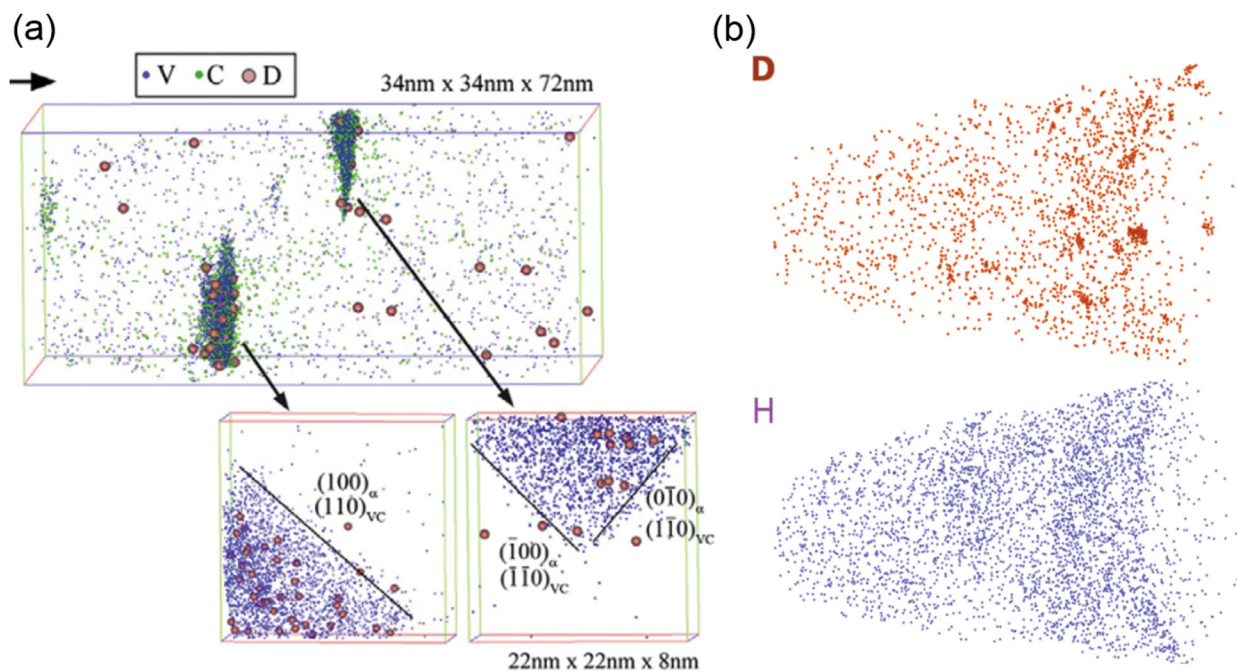 (a)
V C D
34nm x 34nm x 72nm
(100)α
(110)VC
(1̄00)α
(1̄1̄0)VC
(01̄0)α
(11̄0)VC
22nm x 22nm x 8nm
(b)
D
H